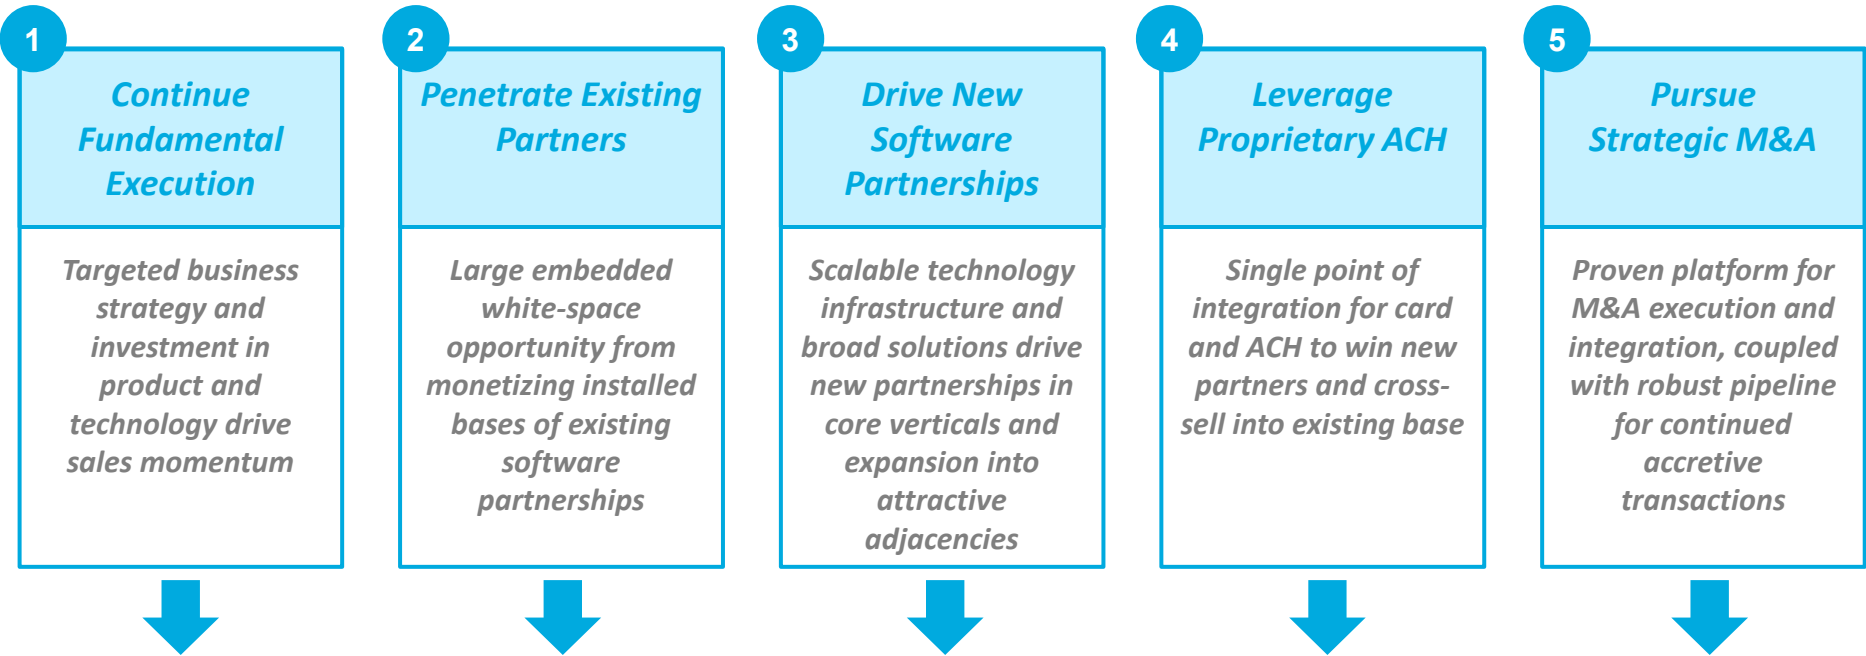 1
Continue
Fundamental
Execution
Targeted business
strategy and
investment in
product and
technology drive
sales momentum
2
Penetrate Existing
Partners
Large embedded
white-space
opportunity from
monetizing installed
bases of existing
software
partnerships
3
Drive New
Software
Partnerships
Scalable technology
infrastructure and
broad solutions drive
new partnerships in
core verticals and
expansion into
attractive
adjacencies
4
Leverage
Proprietary ACH
Single point of
integration for card
and ACH to win new
partners and cross-
sell into existing base
5
Pursue
Strategic M&A
Proven platform for
M&A execution and
integration, coupled
with robust pipeline
for continued
accretive
transactions